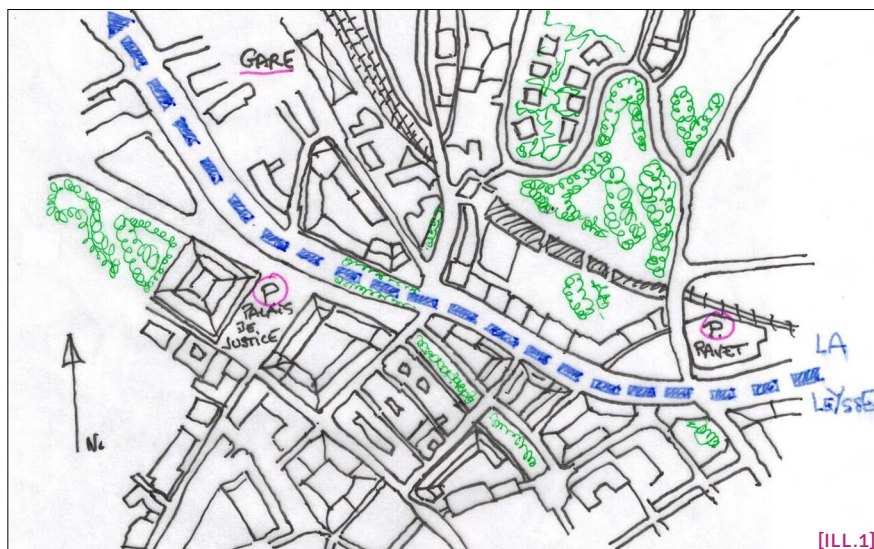 GARE
P
PALAIS
DE
JUSTICE
P
RAVET
LA
LEYSSE
N
[ILL.1]